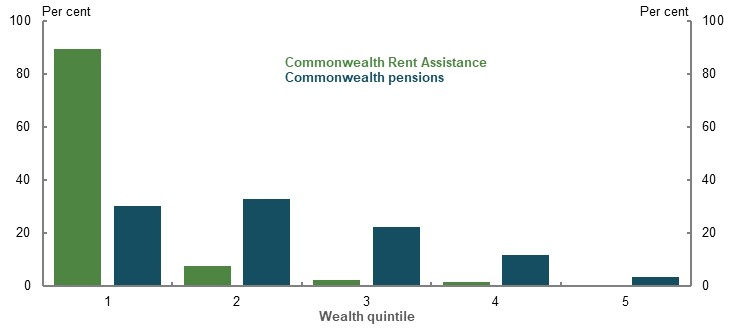 Per cent Per cent
100 100
Commonwealth Rent Assistance
Commonwealth pensions
80 80
60 60
40 40
20 20
0 0
1 2 3 4 5
Wealth quintile